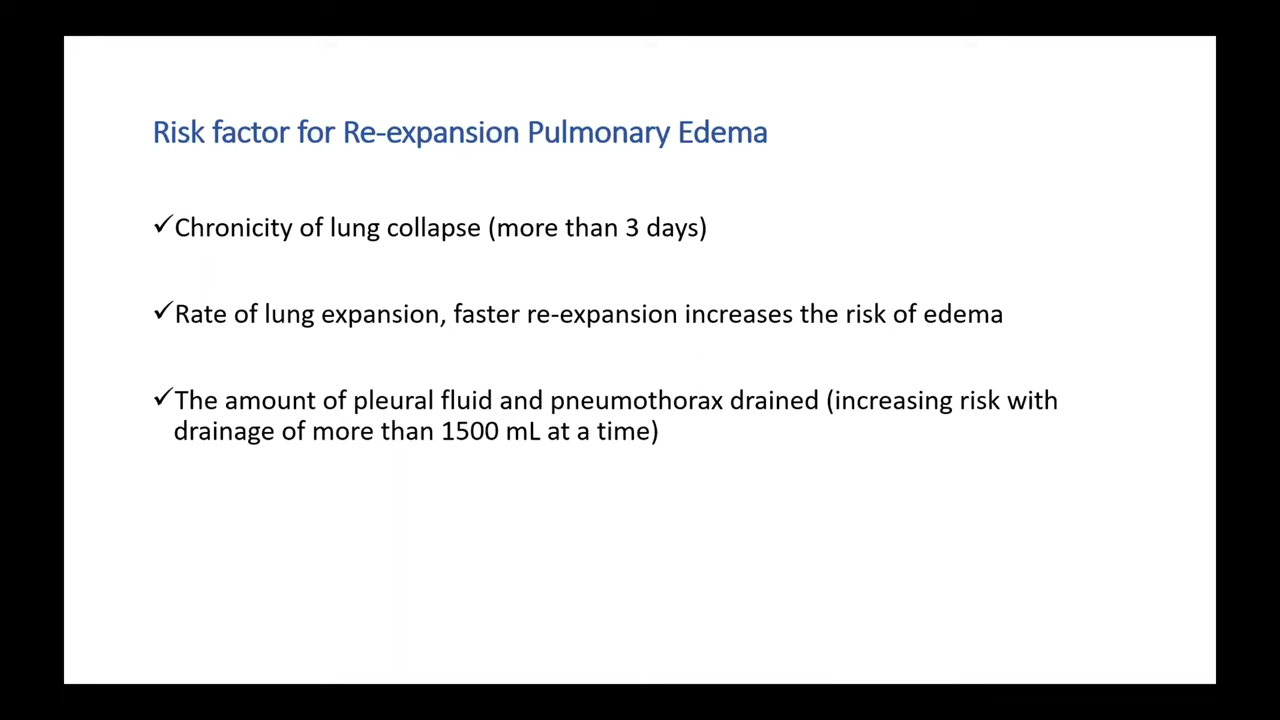 Risk factor for Re-expansion Pulmonary Edema
✓Chronicity of lung collapse (more than 3 days)
✓Rate of lung expansion, faster re-expansion increases the risk of edema
✓The amount of pleural fluid and pneumothorax drained (increasing risk with
drainage of more than 1500 mL at a time)